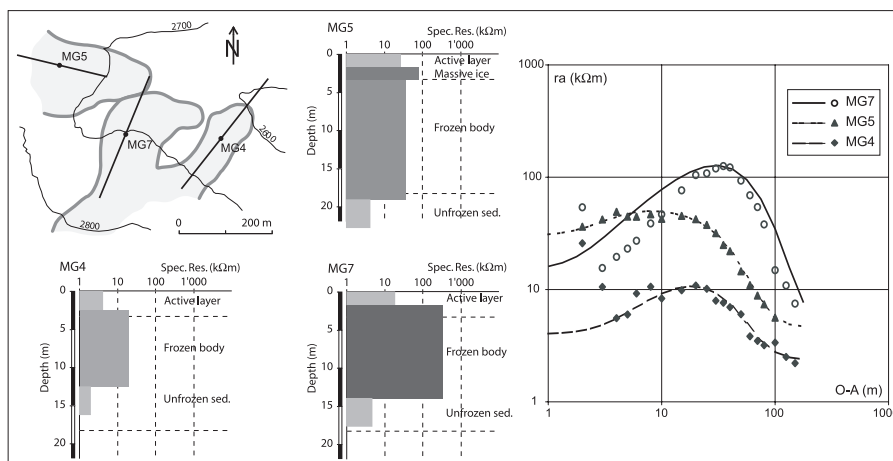 2700
MG5
N
MG7
MG4
2600
2800
0 200 m
MG5 Spec. Res. (kΩm)
1 10 100 1'000
Active layer
Massive ice
Frozen body
Unfrozen sed.
Depth (m)
0
5
10
15
20
MG4 Spec. Res. (kΩm)
1 10 100 1'000
Active layer
Frozen body
Unfrozen sed.
Depth (m)
0
5
10
15
20
MG7 Spec. Res. (kΩm)
1 10 100 1'000
Active layer
Frozen body
Unfrozen sed.
Depth (m)
0
5
10
15
20
ra (kΩm)
1000
100
10
1
MG7
MG5
MG4
O-A (m)
1 10 100 1000